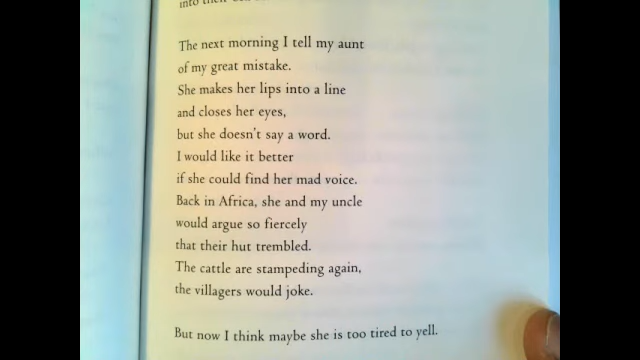 into their
The next morning I tell my aunt
of my great mistake.
She makes her lips into a line
and closes her eyes,
but she doesn't say a word.
I would like it better
if she could find her mad voice.
Back in Africa, she and my uncle
would argue so fiercely
that their hut trembled.
The cattle are stampeding again,
the villagers would joke.
But now I think maybe she is too tired to yell.